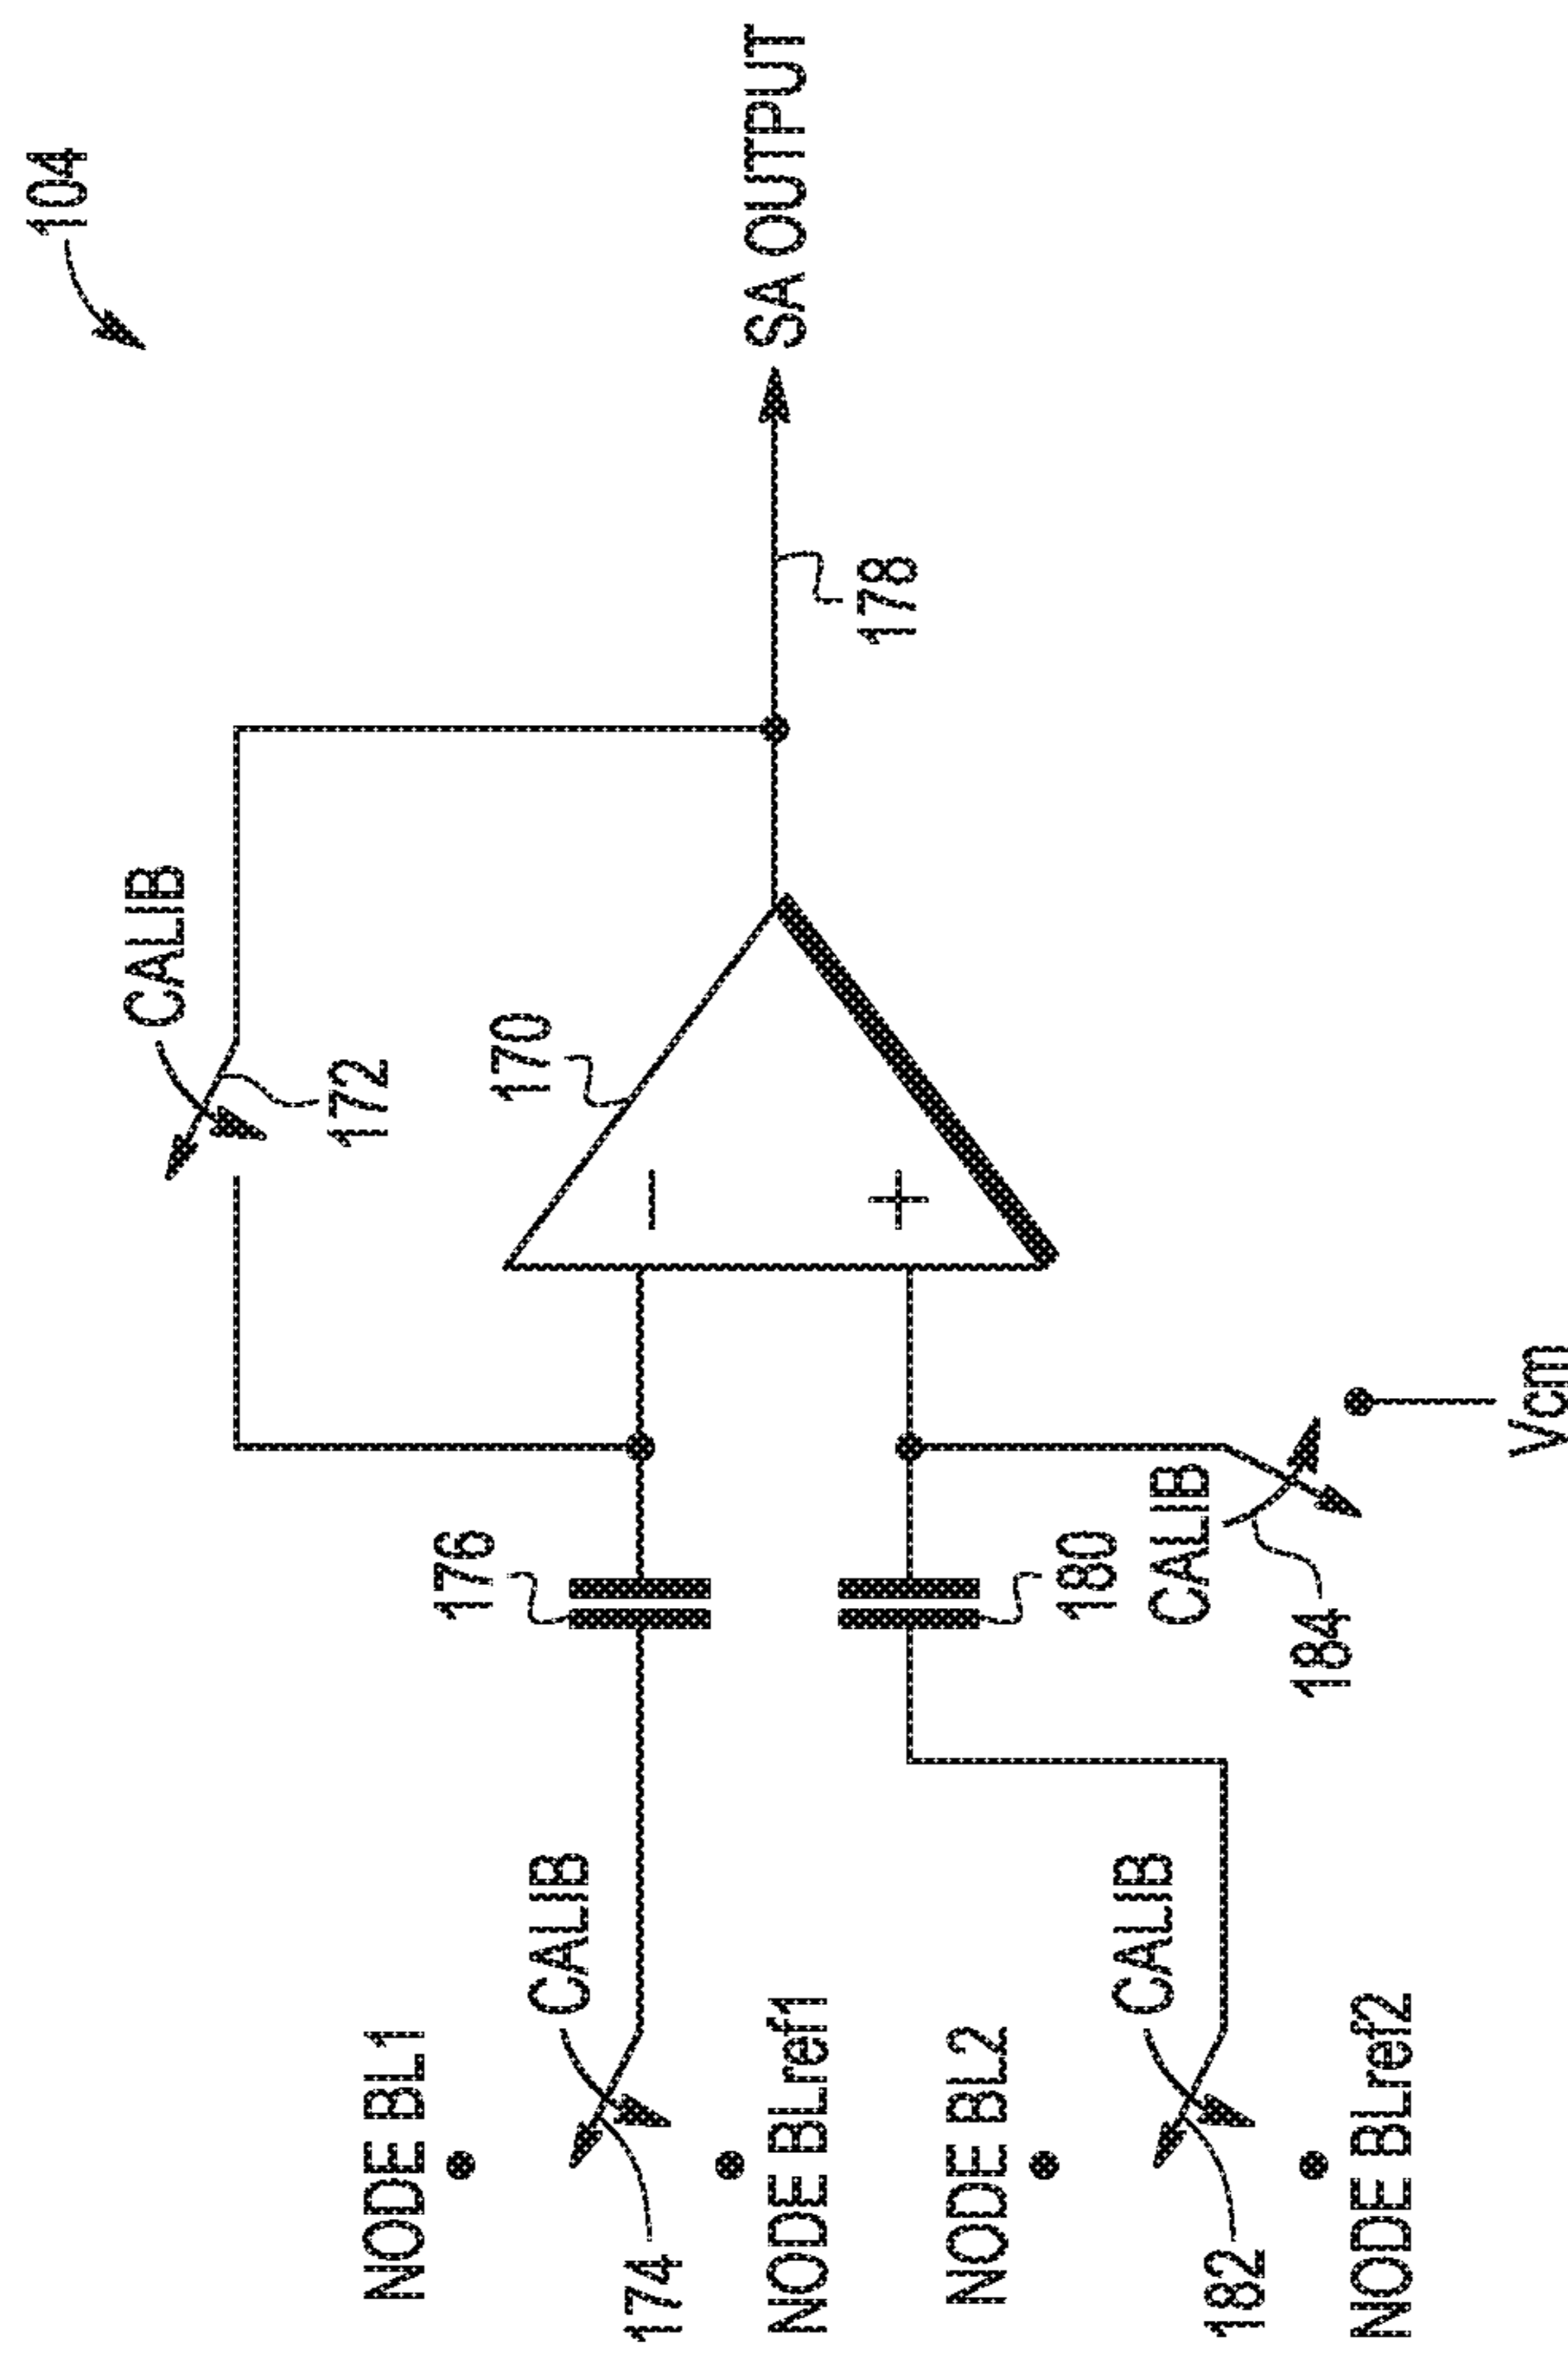 104
CALIB
172
170
176
NODE BL1
CALIB
174
NODE BLref1
SA OUTPUT
178
180
CALIB
184
Vcm
NODE BL2
CALIB
182
NODE BLref2
−
+